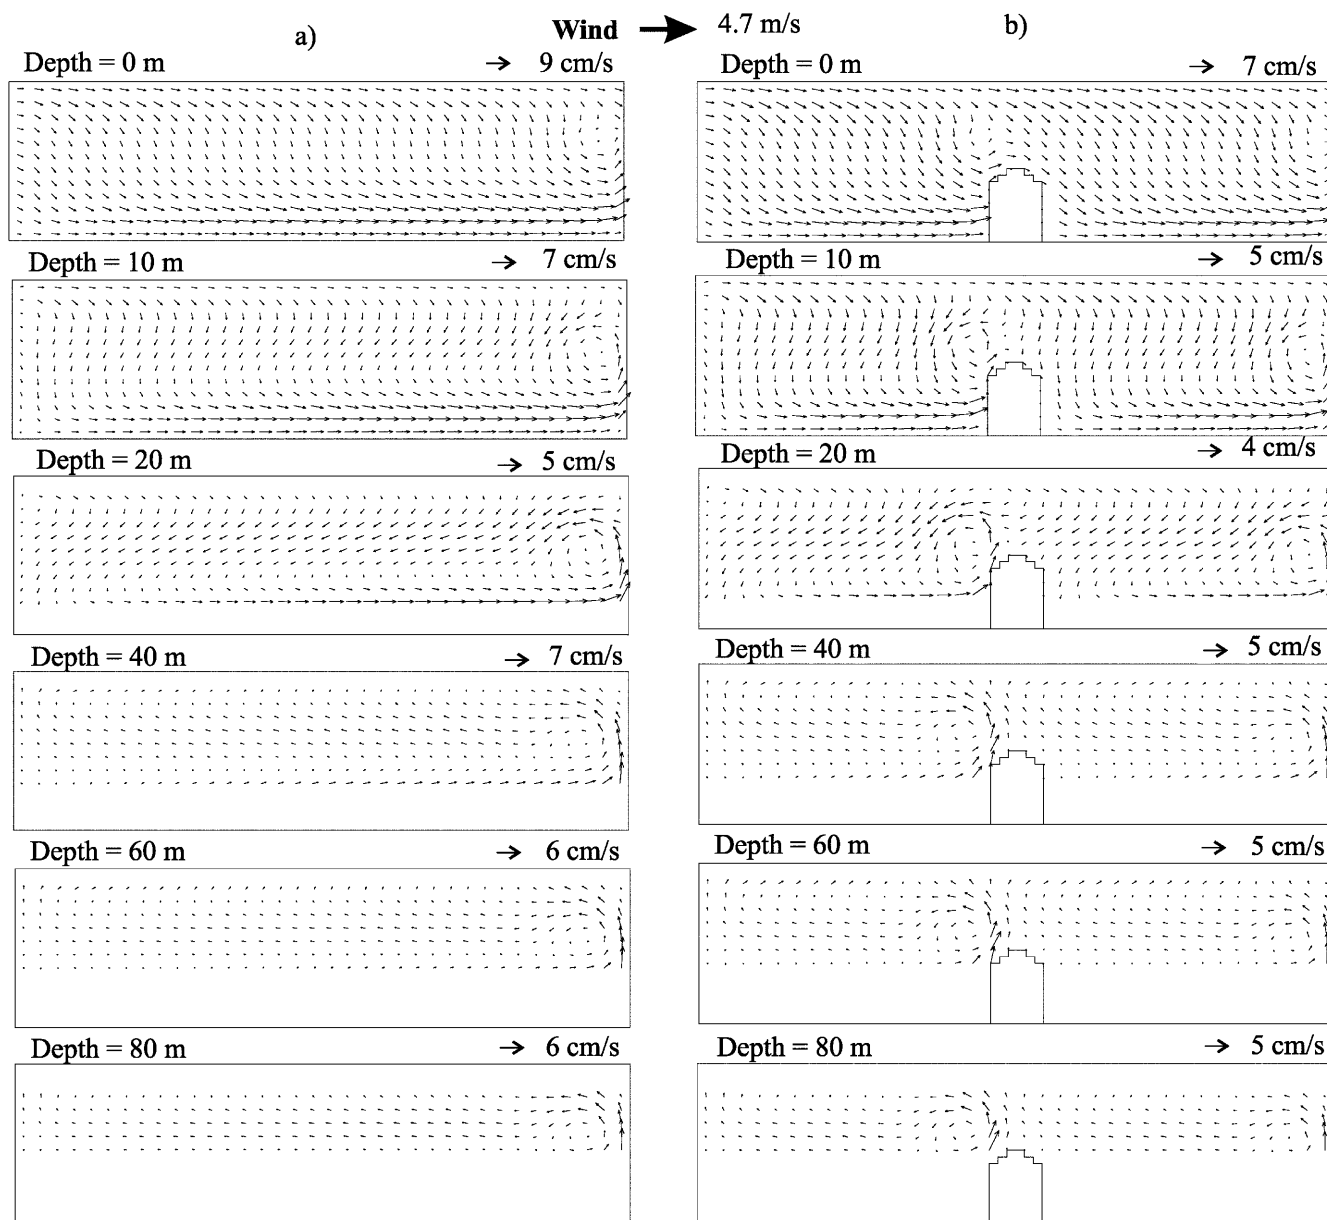 a) Wind 4.7 m/s b)
Depth = 0 m 9 cm/s Depth = 0 m 7 cm/s
Depth = 10 m 7 cm/s Depth = 10 m 5 cm/s
Depth = 20 m 5 cm/s Depth = 20 m 4 cm/s
Depth = 40 m 7 cm/s Depth = 40 m 5 cm/s
Depth = 60 m 6 cm/s Depth = 60 m 5 cm/s
Depth = 80 m 6 cm/s Depth = 80 m 5 cm/s